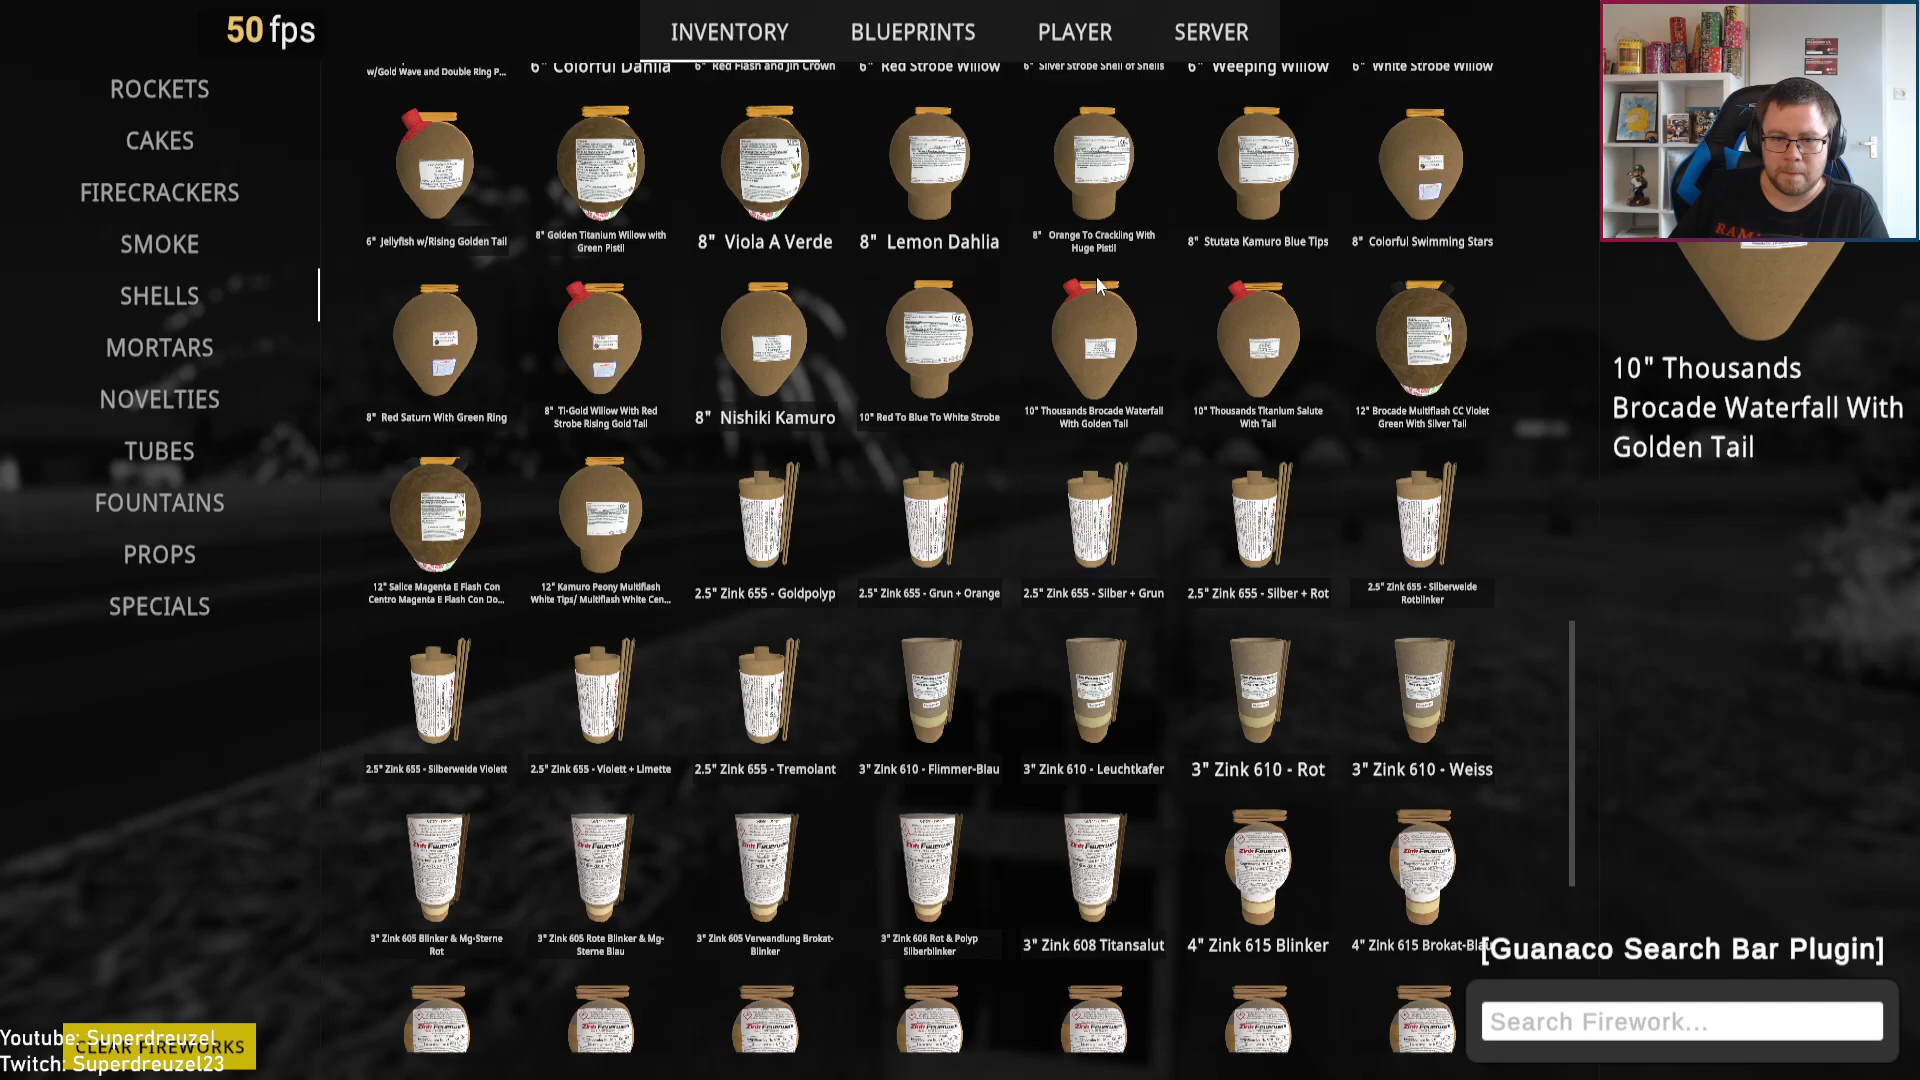 50 fps
INVENTORY
BLUEPRINTS
PLAYER
SERVER
ROCKETS
CAKES
FIRECRACKERS
SMOKE
SHELLS
MORTARS
NOVELTIES
TUBES
FOUNTAINS
PROPS
SPECIALS
w/Gold Wave and Double Ring P...
6" Colorful Dahlia
6" Red Flash and Jin Crown
6" Red Strobe Willow
6" Silver Strobe Shell of Shells
6" Weeping Willow
6" White Strobe Willow
6" Jellyfish w/Rising Golden Tail
8" Golden Titanium Willow with
Green Pistil
8" Viola A Verde
8" Lemon Dahlia
8" Orange To Crackling With
Huge Pistil
8" Stutata Kamuro Blue Tips
8" Colorful Swimming Stars
8" Red Saturn With Green Ring
8" Ti-Gold Willow With Red
Strobe Rising Gold Tail
8" Nishiki Kamuro
10" Red To Blue To White Strobe
10" Thousands Brocade Waterfall
With Golden Tail
10" Thousands Titanium Salute
With Tail
12" Brocade Multiflash CC Violet
Green With Silver Tail
12" Salice Magenta E Flash Con
Centro Magenta E Flash Con Do...
12" Kamuro Peony Multiflash
White Tips/ Multiflash White Cen...
2.5" Zink 655 - Goldpolyp
2.5" Zink 655 - Grun + Orange
2.5" Zink 655 - Silber + Grun
2.5" Zink 655 - Silber + Rot
2.5" Zink 655 - Silberweide
Rotblinker
2.5" Zink 655 - Silberweide Violett
2.5" Zink 655 - Violett + Limette
2.5" Zink 655 - Tremolant
3" Zink 610 - Flimmer-Blau
3" Zink 610 - Leuchtkafer
3" Zink 610 - Rot
3" Zink 610 - Weiss
3" Zink 605 Blinker & Mg-Sterne
Rot
3" Zink 605 Rote Blinker & Mg-
Sterne Blau
3" Zink 605 Verwandlung Brokat-
Blinker
3" Zink 606 Rot & Polyp
Silberblinker
3" Zink 608 Titansalut
4" Zink 615 Blinker
4" Zink 615 Brokat-Blau
10" Thousands
Brocade Waterfall With
Golden Tail
[Guanaco Search Bar Plugin]
Search Firework...
CLEAR FIREWORKS
Youtube: Superdreuzel
Twitch: Superdreuzel23